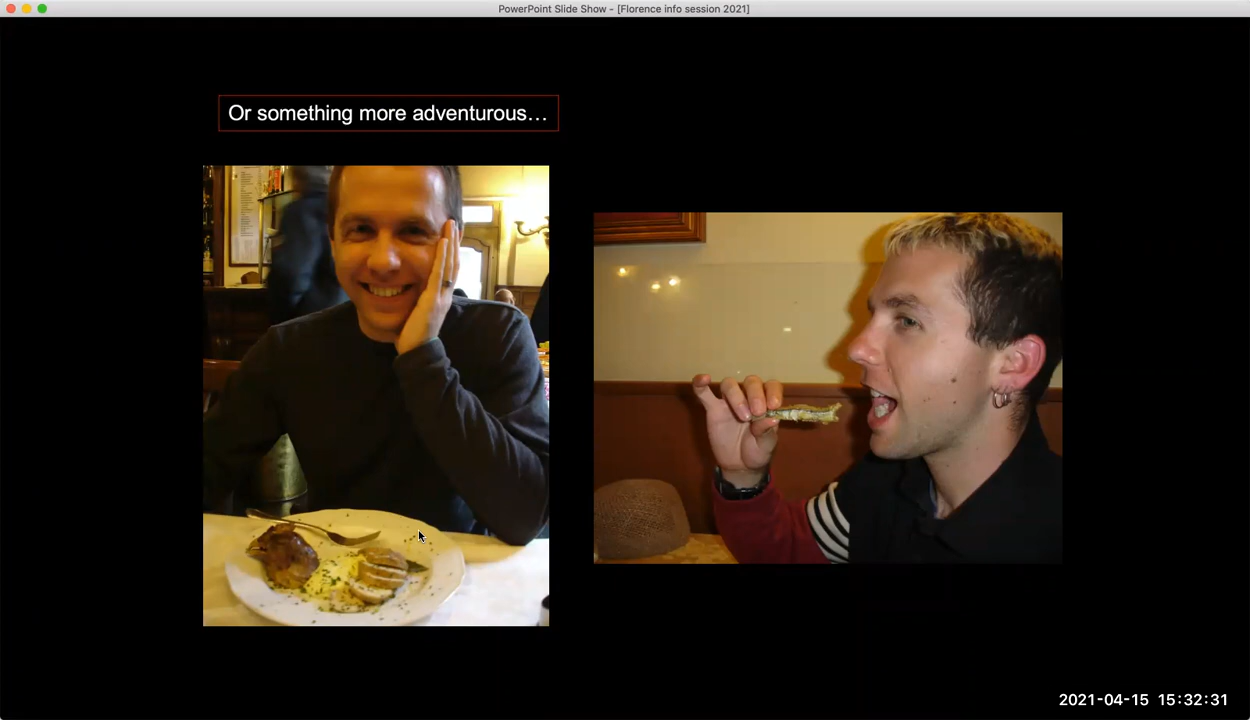 PowerPoint Slide Show - [Florence info session 2021]
Or something more adventurous…
2021-04-15 15:32:31